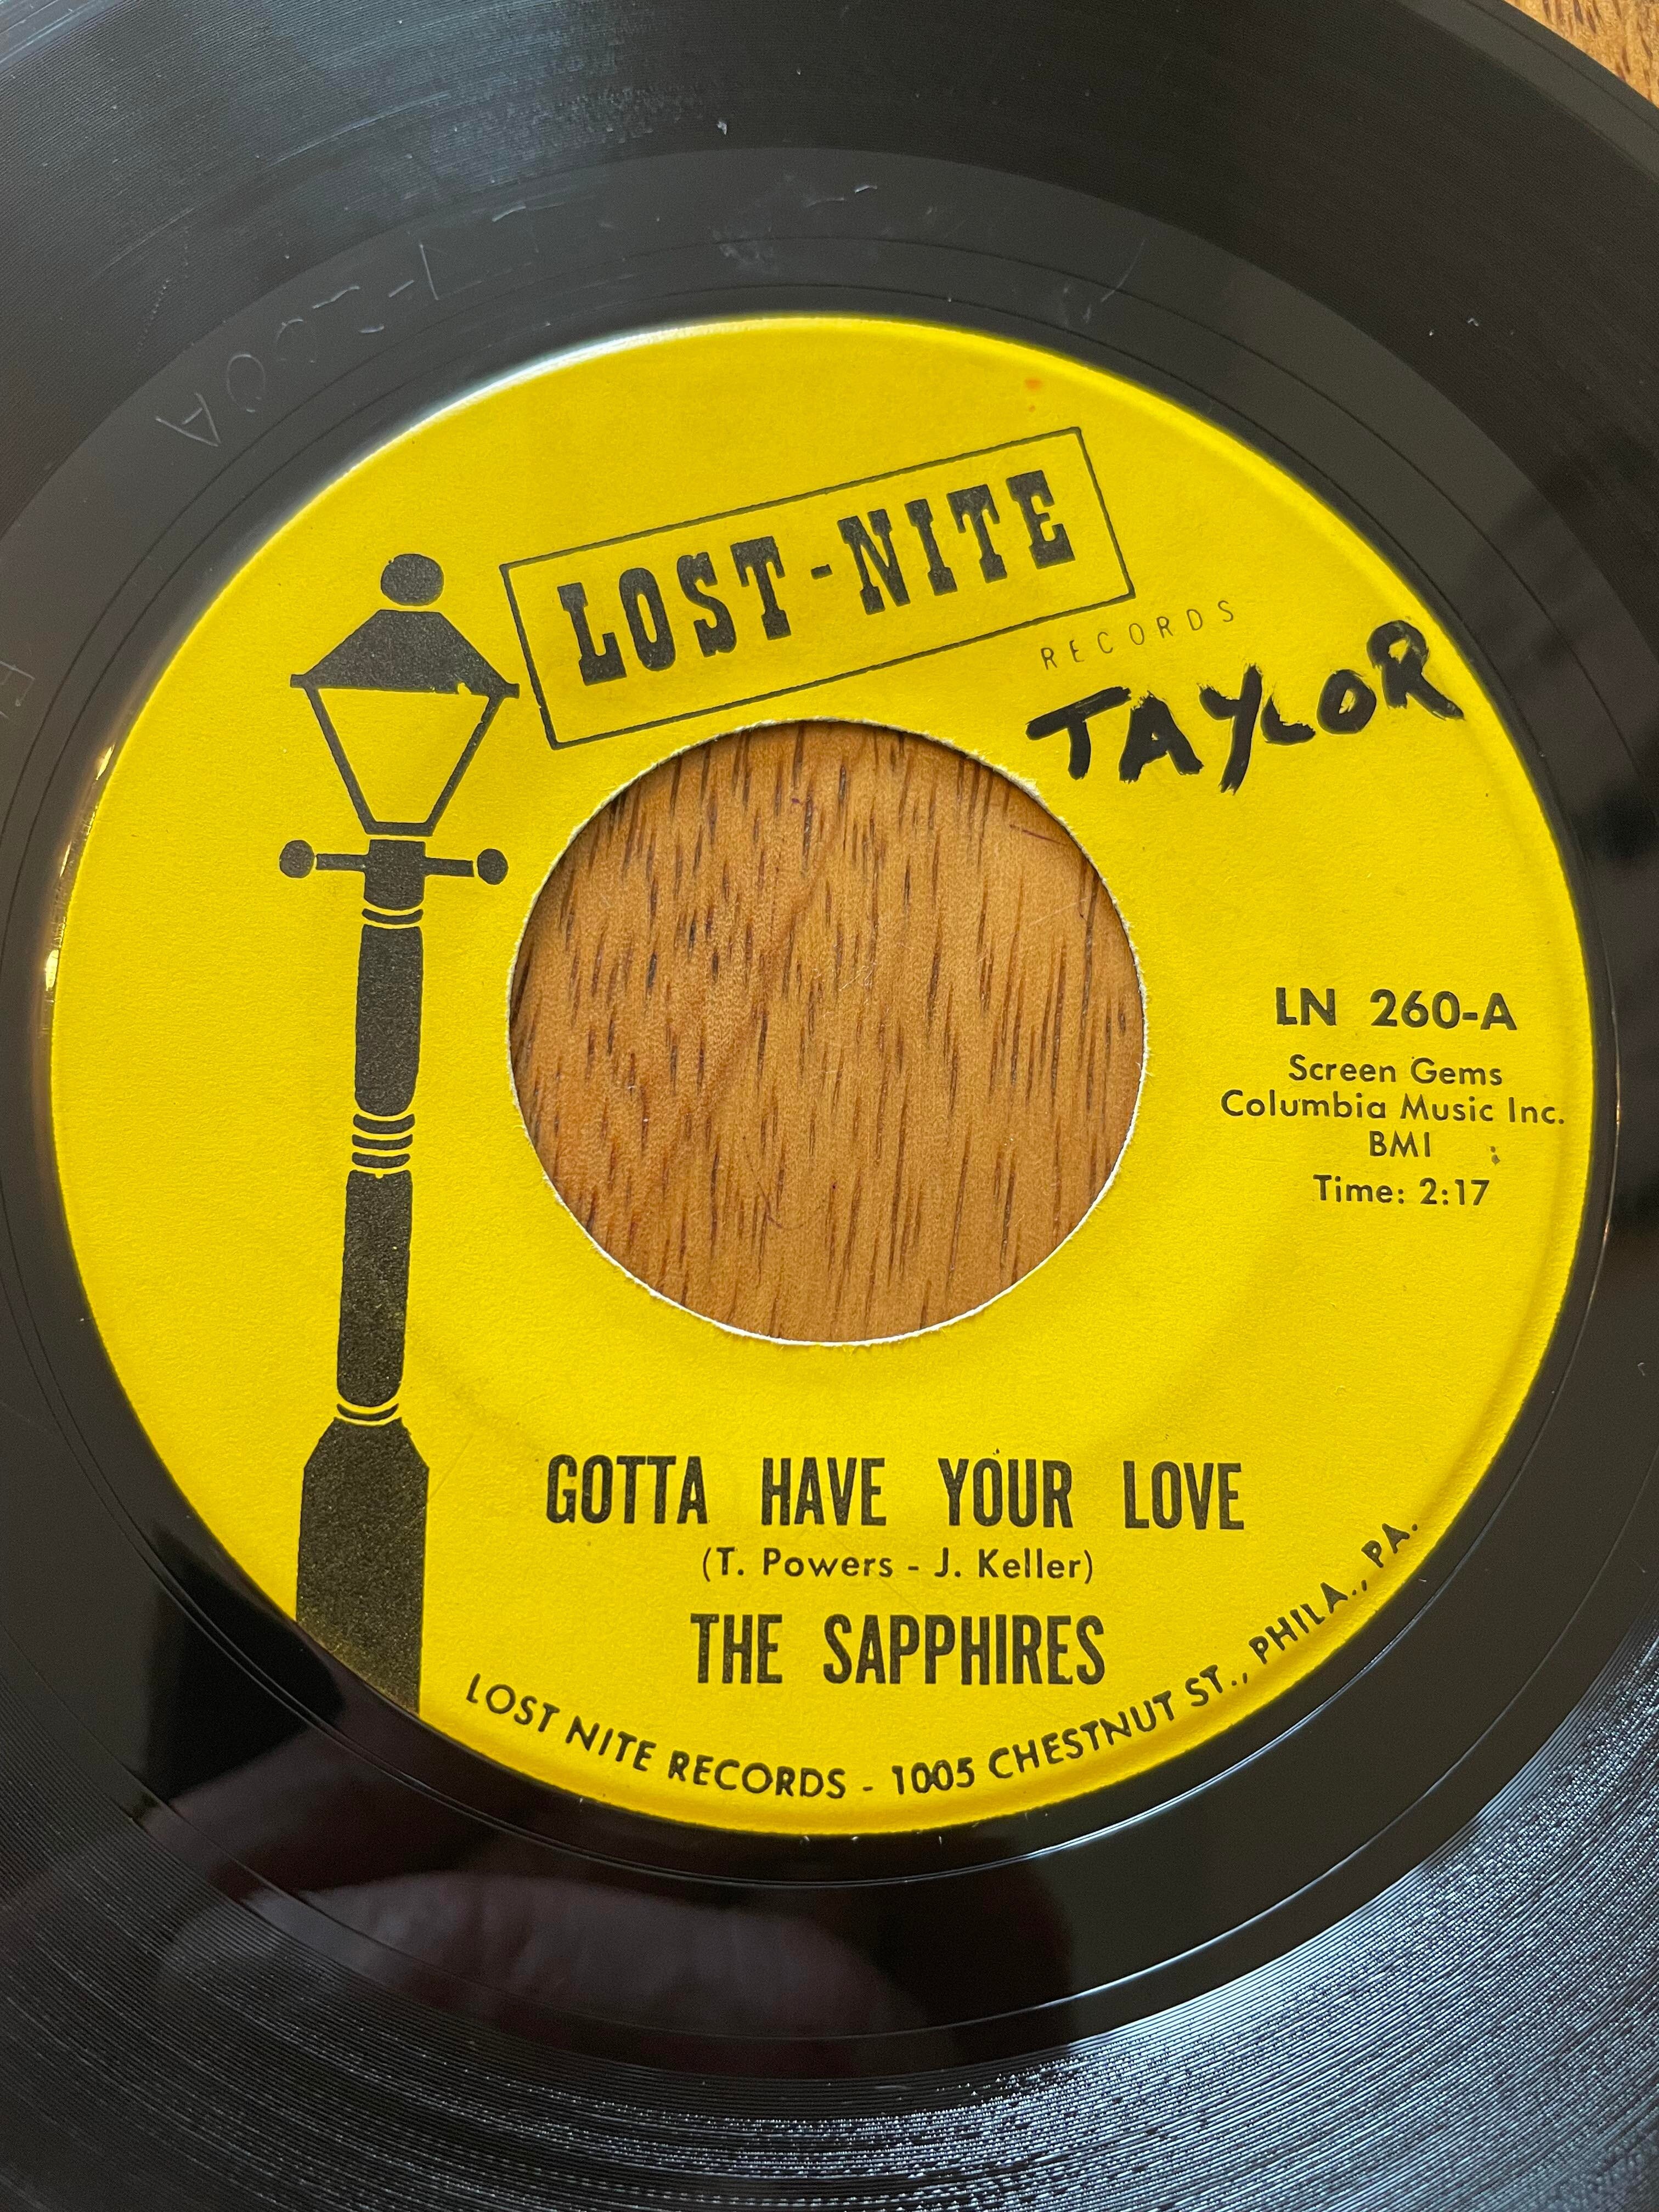 LOST-NITE
RECORDS
TAYLOR
LN 260-A
Screen Gems
Columbia Music Inc.
BMI
Time: 2:17
GOTTA HAVE YOUR LOVE
(T. Powers - J. Keller)
THE SAPPHIRES
LOST NITE RECORDS - 1005 CHESTNUT ST., PHILA., PA.